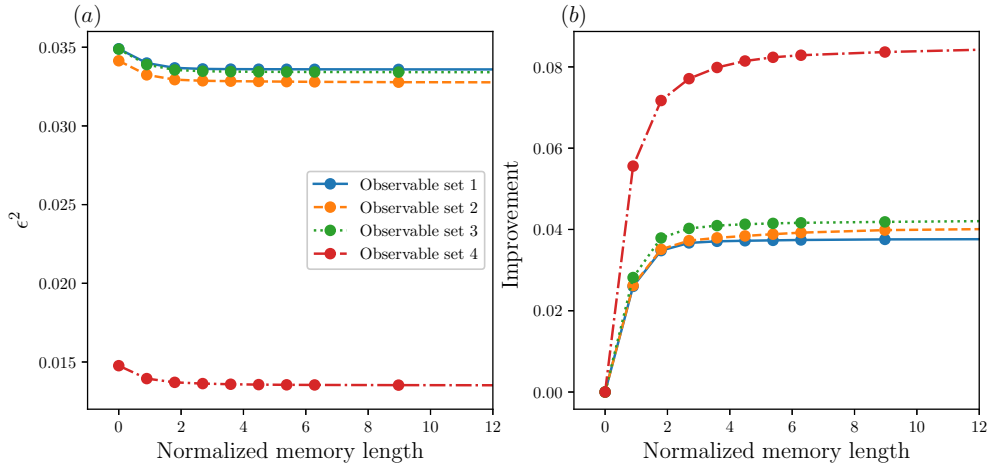 (a)
0.035
0.030
0.025
0.020
0.015
ϵ²
0 2 4 6 8 10 12
Normalized memory length
Observable set 1
Observable set 2
Observable set 3
Observable set 4
(b)
0.08
0.06
0.04
0.02
0.00
Improvement
0 2 4 6 8 10 12
Normalized memory length